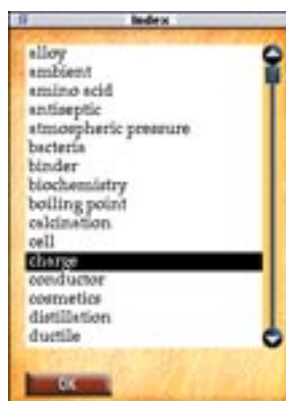 Index
alloy
ambient
amino acid
antiseptic
atmospheric pressure
bacteria
binder
biochemistry
boiling point
calcination
cell
charge
conductor
cosmetics
distillation
ductile
OK